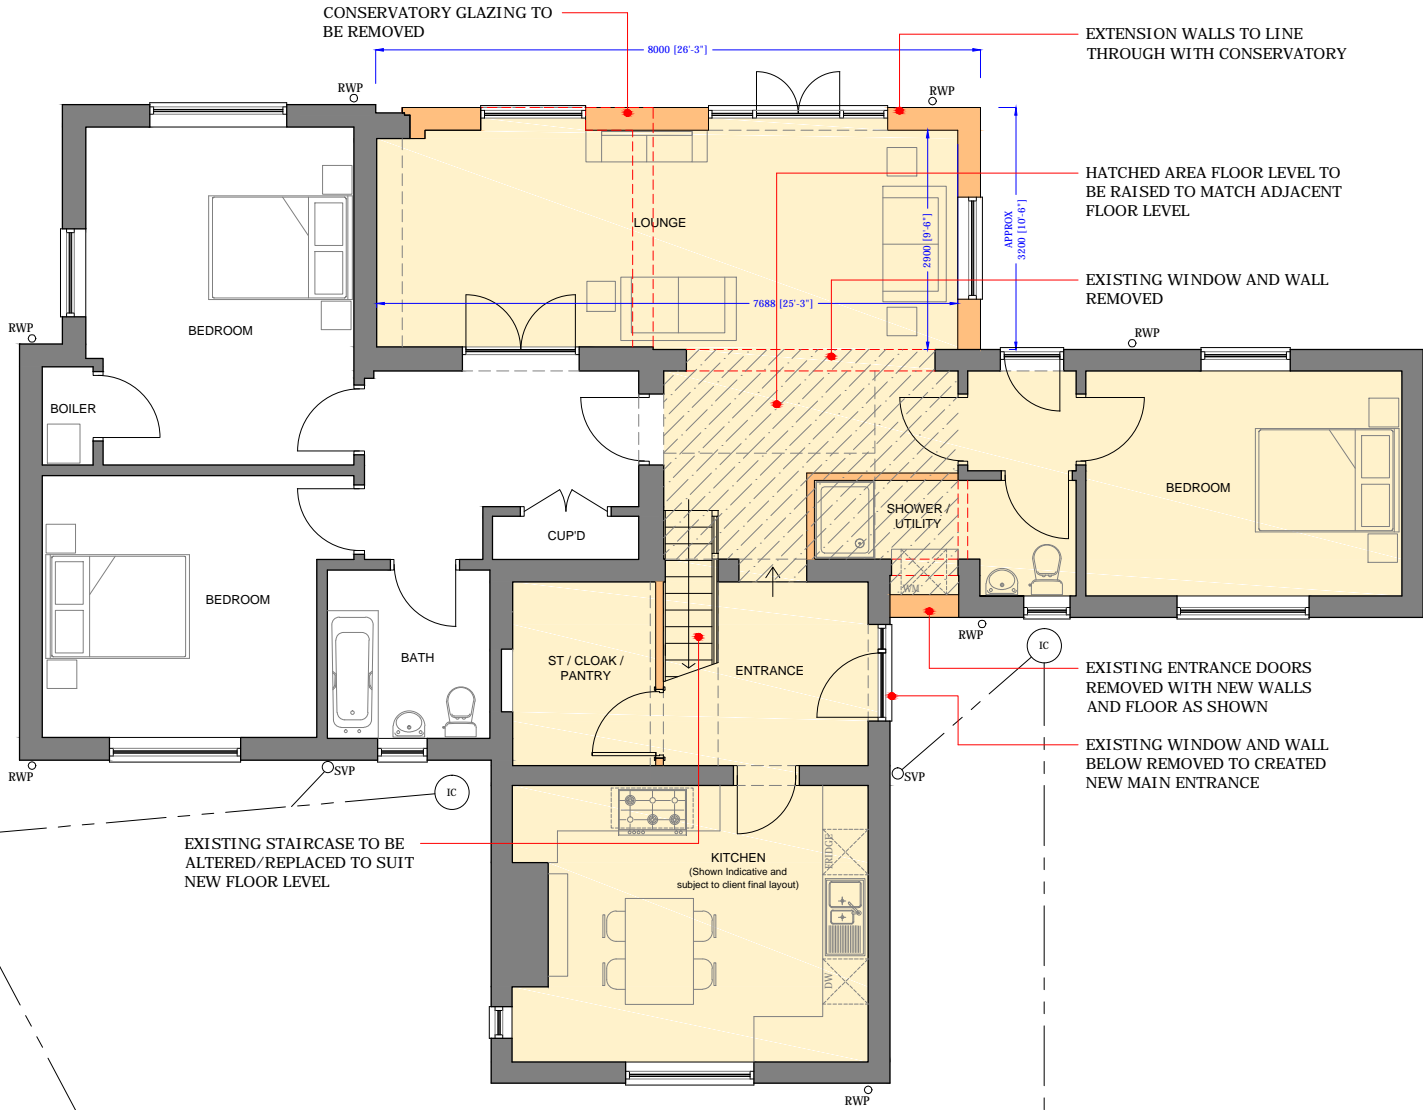 CONSERVATORY GLAZING TO
BE REMOVED
8000 [26'-3"]
EXTENSION WALLS TO LINE
THROUGH WITH CONSERVATORY
RWP
RWP
HATCHED AREA FLOOR LEVEL TO
BE RAISED TO MATCH ADJACENT
FLOOR LEVEL
LOUNGE
2900 [9'-6"]
APPROX
3200 [10'-6"]
EXISTING WINDOW AND WALL
REMOVED
7688 [25'-3"]
RWP
BEDROOM
RWP
BOILER
BEDROOM
SHOWER /
UTILITY
CUP'D
WM
BEDROOM
RWP
IC
BATH
ST / CLOAK /
PANTRY
ENTRANCE
EXISTING ENTRANCE DOORS
REMOVED WITH NEW WALLS
AND FLOOR AS SHOWN
EXISTING WINDOW AND WALL
BELOW REMOVED TO CREATED
NEW MAIN ENTRANCE
RWP
SVP
SVP
IC
EXISTING STAIRCASE TO BE
ALTERED/REPLACED TO SUIT
NEW FLOOR LEVEL
KITCHEN
(Shown Indicative and
subject to client final layout)
FRIDGE
DW
RWP